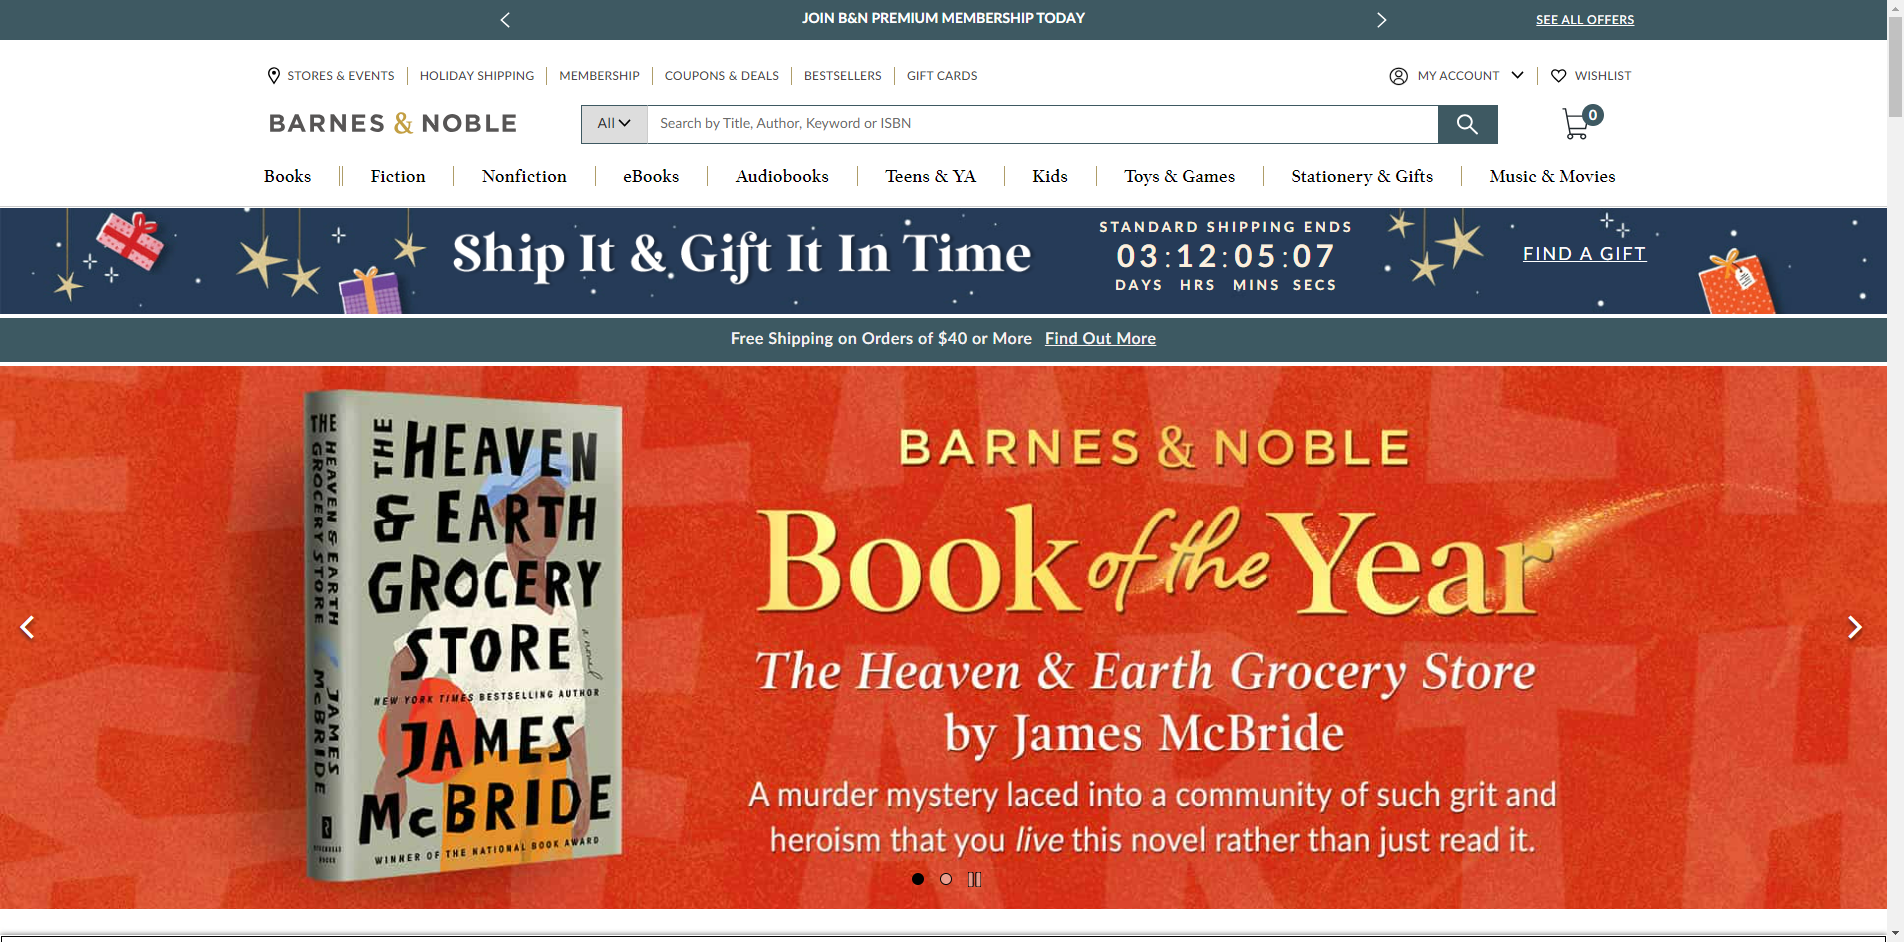 JOIN B&N PREMIUM MEMBERSHIP TODAY
SEE ALL OFFERS
STORES & EVENTS
HOLIDAY SHIPPING
MEMBERSHIP
COUPONS & DEALS
BESTSELLERS
GIFT CARDS
MY ACCOUNT
WISHLIST
BARNES & NOBLE
All
Search by Title, Author, Keyword or ISBN
0
Books
Fiction
Nonfiction
eBooks
Audiobooks
Teens & YA
Kids
Toys & Games
Stationery & Gifts
Music & Movies
Ship It & Gift It In Time
STANDARD SHIPPING ENDS
03:12:05:07
DAYS HRS MINS SECS
FIND A GIFT
Free Shipping on Orders of $40 or More Find Out More
THE HEAVEN & EARTH GROCERY STORE
JAMES McBRIDE
THE HEAVEN
& EARTH
GROCERY
STORE
a novel
NEW YORK TIMES BESTSELLING AUTHOR
JAMES
McBRIDE
WINNER OF THE NATIONAL BOOK AWARD
BARNES & NOBLE
Book of the Year
The Heaven & Earth Grocery Store
by James McBride
A murder mystery laced into a community of such grit and
heroism that you live this novel rather than just read it.